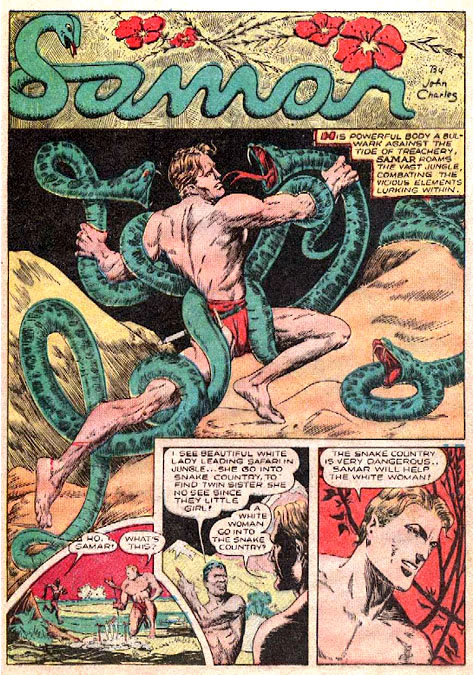 Samar
By
John
Charles
HIS POWERFUL BODY A BUL-
WARK AGAINST THE
TIDE OF TREACHERY,
SAMAR ROAMS
THE VAST JUNGLE,
COMBATING THE
VICIOUS ELEMENTS
LURKING WITHIN.
HO,
SAMAR!
WHAT'S
THIS?
I SEE BEAUTIFUL WHITE
LADY LEADING SAFARI IN
JUNGLE... SHE GO INTO
SNAKE COUNTRY, TO
FIND TWIN SISTER SHE
NO SEE SINCE
THEY LITTLE
GIRL!
A
WHITE
WOMAN
GO INTO
THE SNAKE
COUNTRY?
THE SNAKE COUNTRY
IS VERY DANGEROUS..
SAMAR WILL HELP
THE WHITE WOMAN!